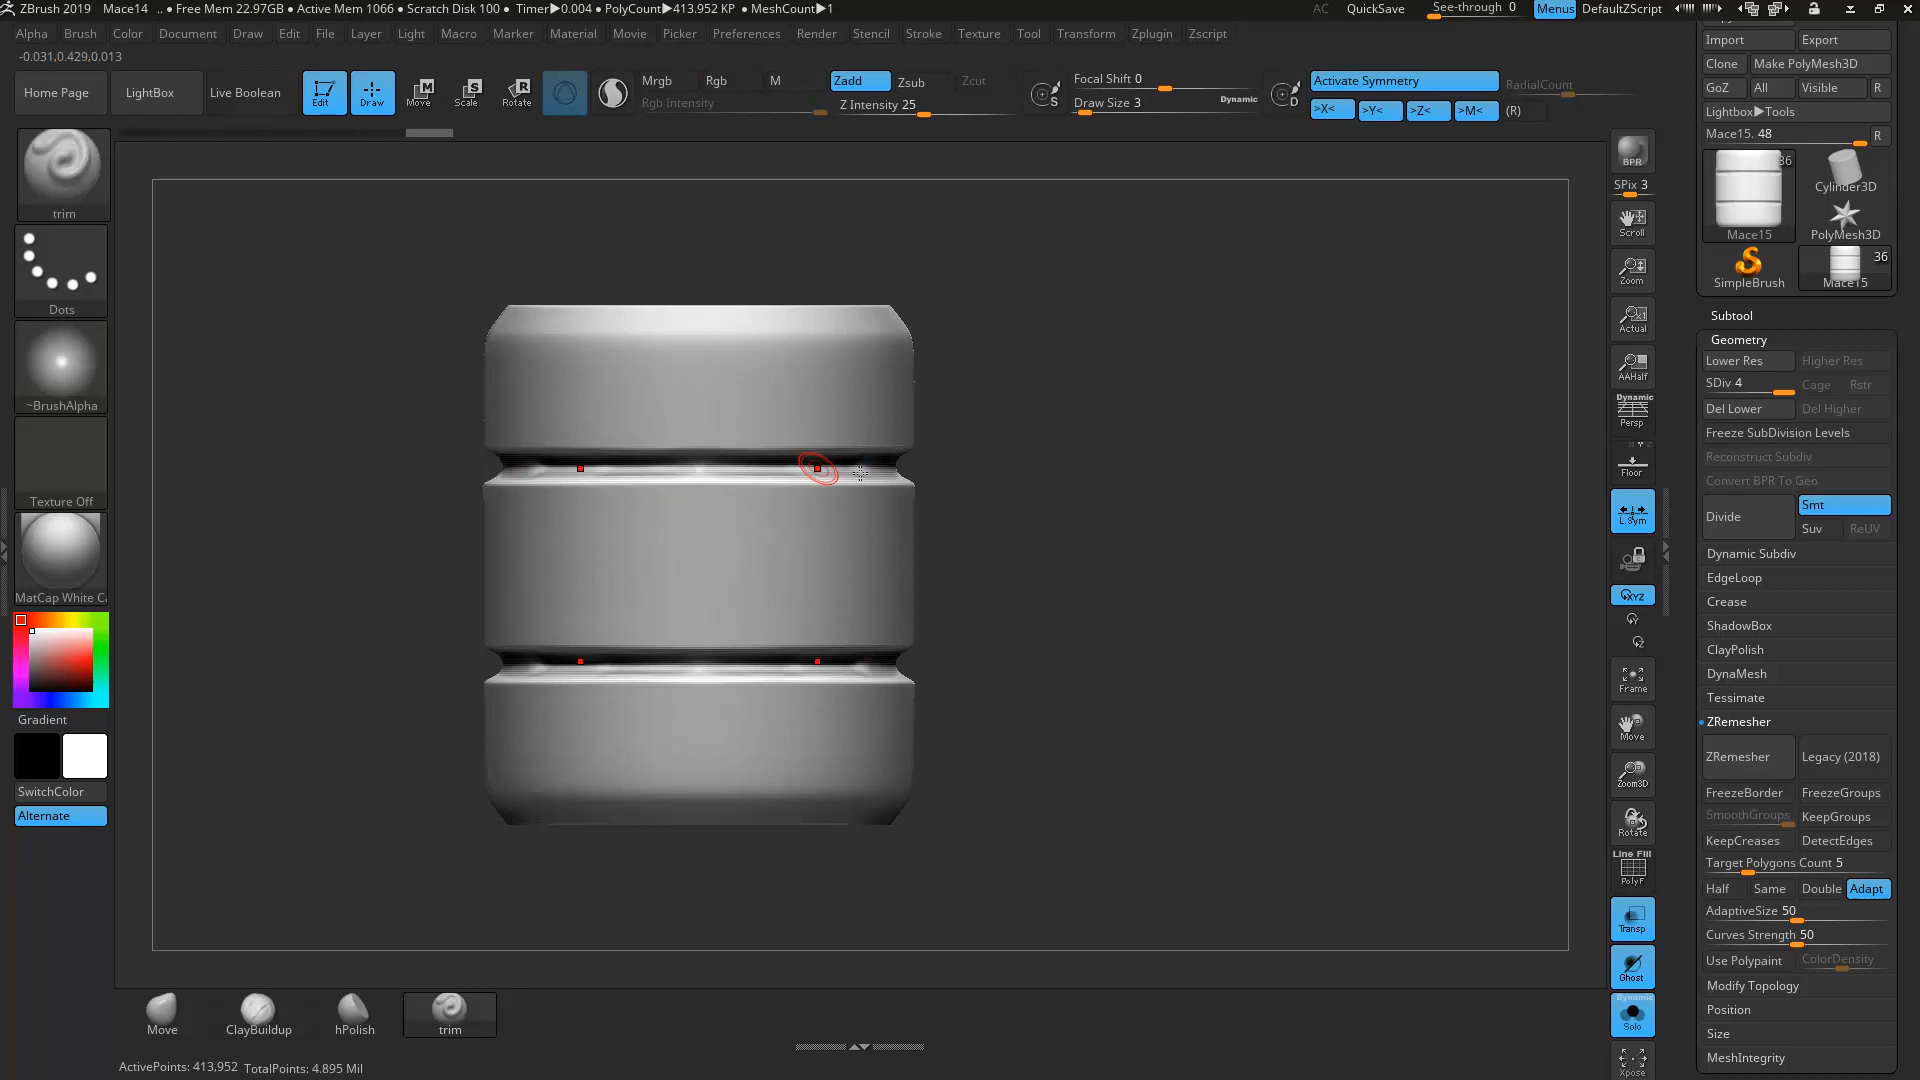 ZBrush 2019 Mace14 .. ● Free Mem 22.97GB ● Active Mem 1066 ● Scratch Disk 100 ● Timer▶0.004 ● PolyCount▶413.952 KP ● MeshCount▶1 AC QuickSave See-through 0 Menus DefaultZScript
Alpha Brush Color Document Draw Edit File Layer Light Macro Marker Material Movie Picker Preferences Render Stencil Stroke Texture Tool Transform Zplugin Zscript
-0.031,0.429,0.013
Home Page LightBox Live Boolean Edit Draw Move Scale Rotate
Mrgb Rgb M Zadd Zsub Zcut
Rgb Intensity Z Intensity 25
Focal Shift 0
Draw Size 3 Dynamic
S D
Activate Symmetry RadialCount
>X< >Y< >Z< >M< (R)
trim
Dots
~BrushAlpha
Texture Off
MatCap White Ca
Gradient
SwitchColor
Alternate
BPR
SPix 3
Scroll
Zoom
Actual
AAHalf
Dynamic
Persp
Floor
L.Sym
XYZ
Frame
Move
Zoom3D
Rotate
Line Fill
PolyF
Transp
Ghost
Dynamic
Solo
Xpose
Import Export
Clone Make PolyMesh3D
GoZ All Visible R
Lightbox▶Tools
Mace15. 48 R
36
Mace15 Cylinder3D
PolyMesh3D
SimpleBrush 36
Mace15
Subtool
Geometry
Lower Res Higher Res
SDiv 4 Cage Rstr
Del Lower Del Higher
Freeze SubDivision Levels
Reconstruct Subdiv
Convert BPR To Geo
Divide Smt
Suv ReUV
Dynamic Subdiv
EdgeLoop
Crease
ShadowBox
ClayPolish
DynaMesh
Tessimate
ZRemesher
ZRemesher Legacy (2018)
FreezeBorder FreezeGroups
SmoothGroups KeepGroups
KeepCreases DetectEdges
Target Polygons Count 5
Half Same Double Adapt
AdaptiveSize 50
Curves Strength 50
Use Polypaint ColorDensity
Modify Topology
Position
Size
MeshIntegrity
Move ClayBuildup hPolish trim
ActivePoints: 413,952 TotalPoints: 4.895 Mil